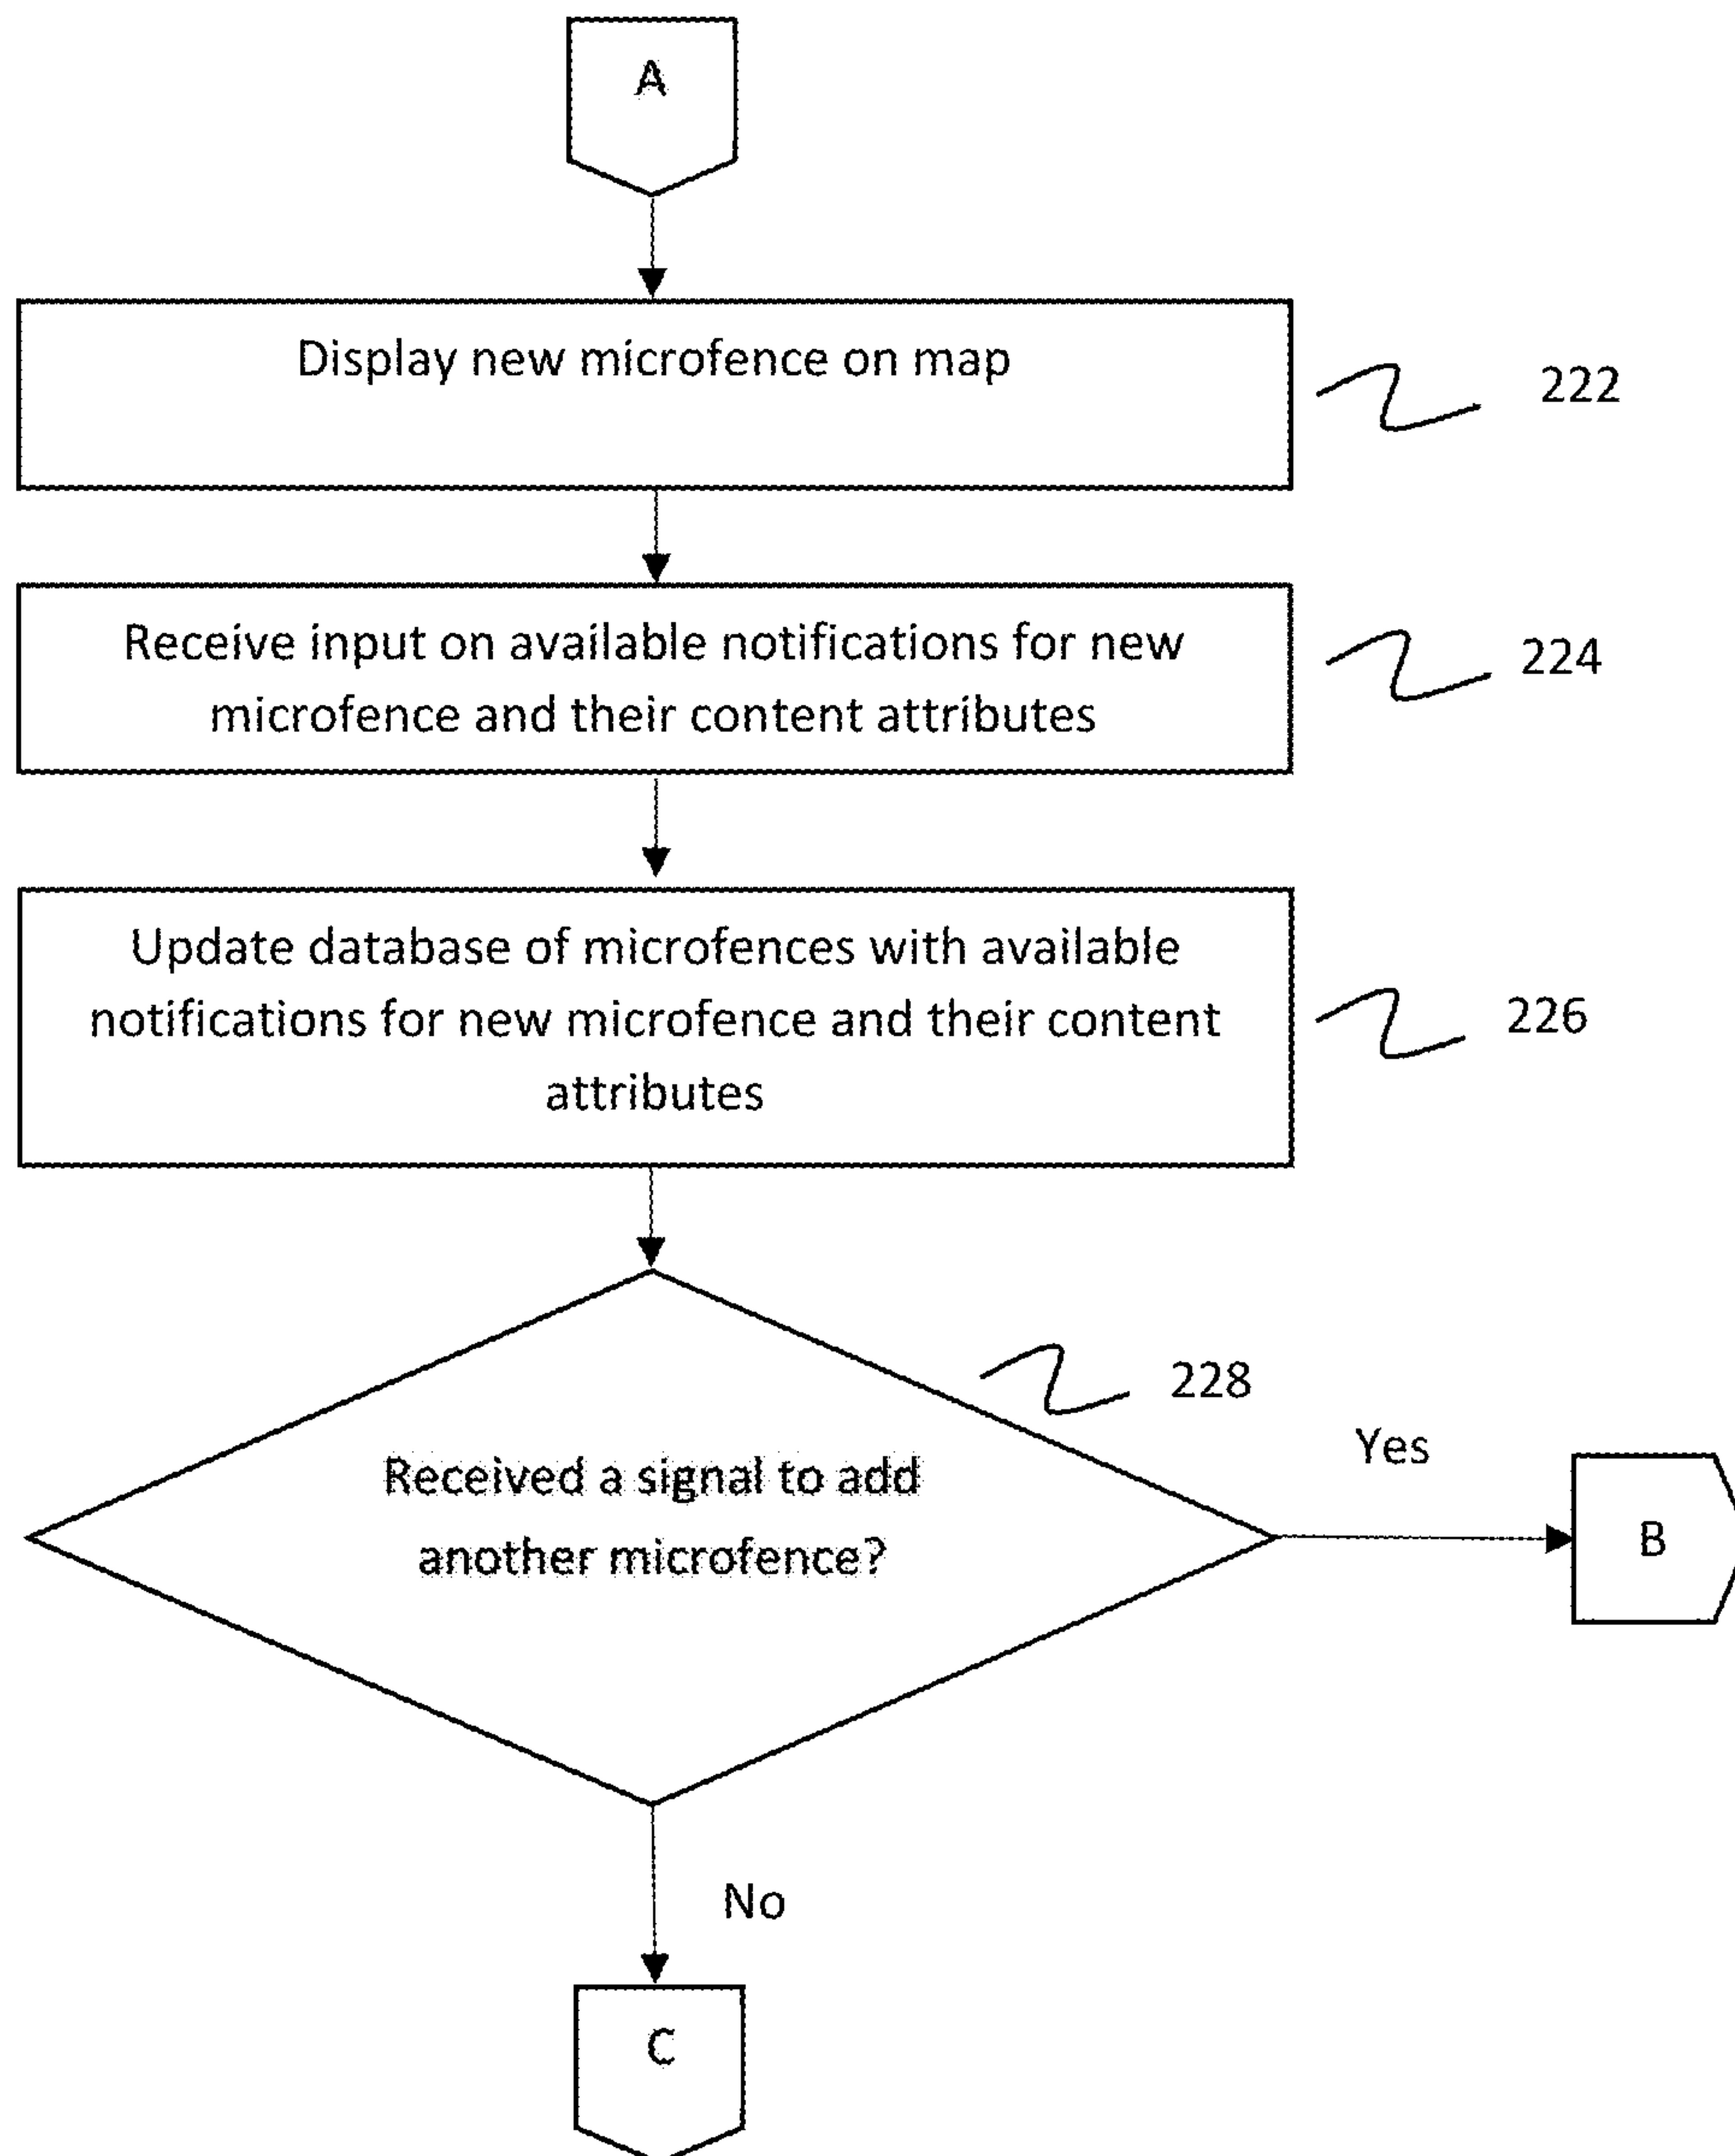 A
Display new microfence on map
222
Receive input on available notifications for new
microfence and their content attributes
224
Update database of microfences with available
notifications for new microfence and their content
attributes
226
228
Received a signal to add
another microfence?
Yes
B
No
C